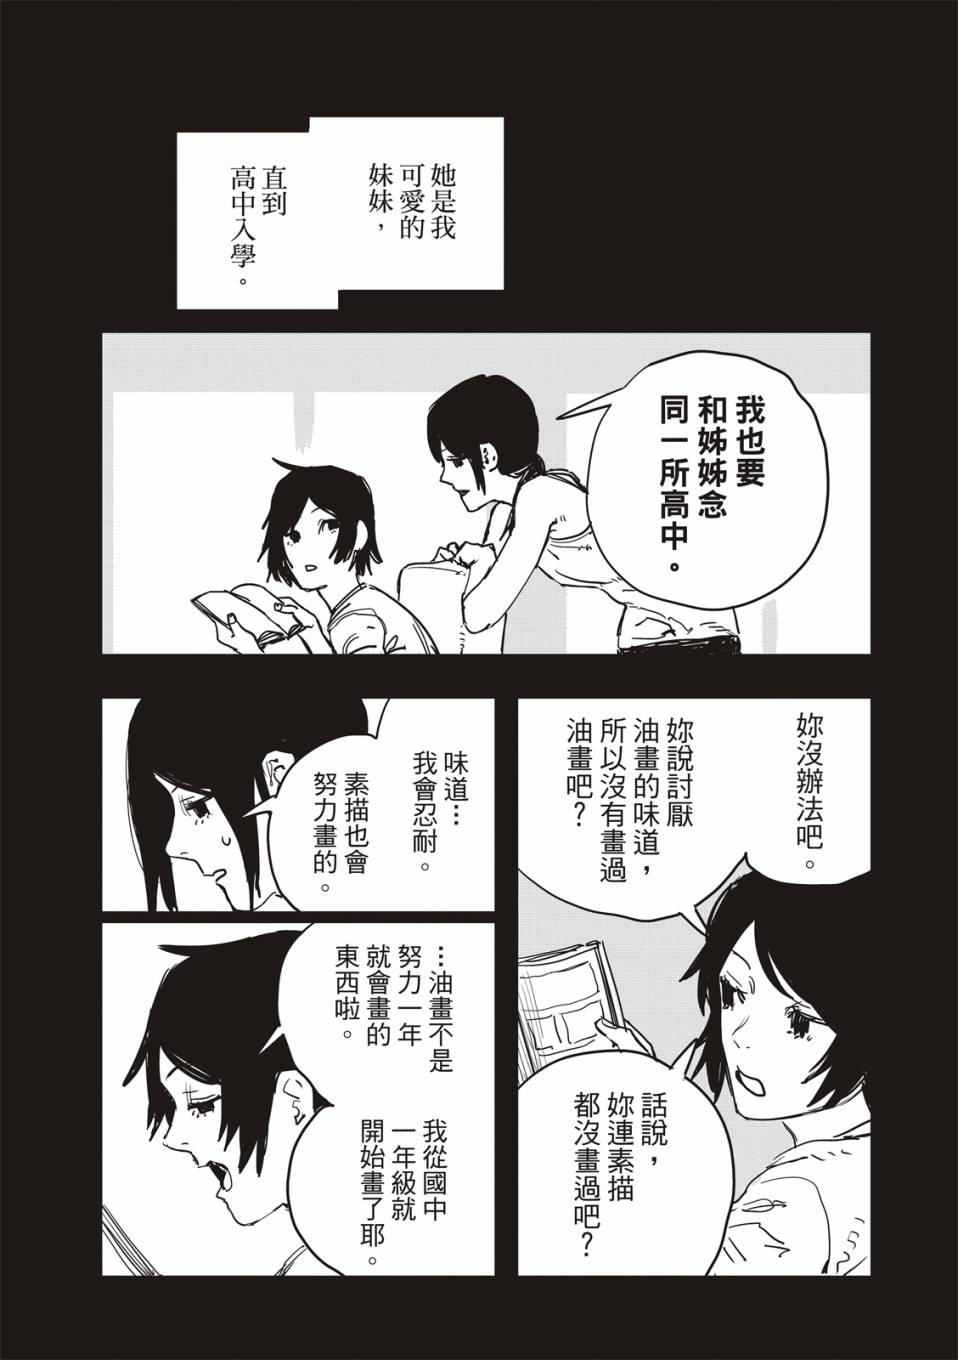 她是我
可愛的
妹妹，
直到
高中入學。
我也要
和姊姊念
同一所高中。
妳沒辦法吧。
妳說討厭
油畫的味道，
所以沒有畫過
油畫吧？
話說，
妳連素描
都沒畫過吧？
味道…
我會忍耐。
素描也會
努力畫的。
…油畫不是
努力一年
就會畫的
東西啦。
我從國中
一年級就
開始畫了耶。